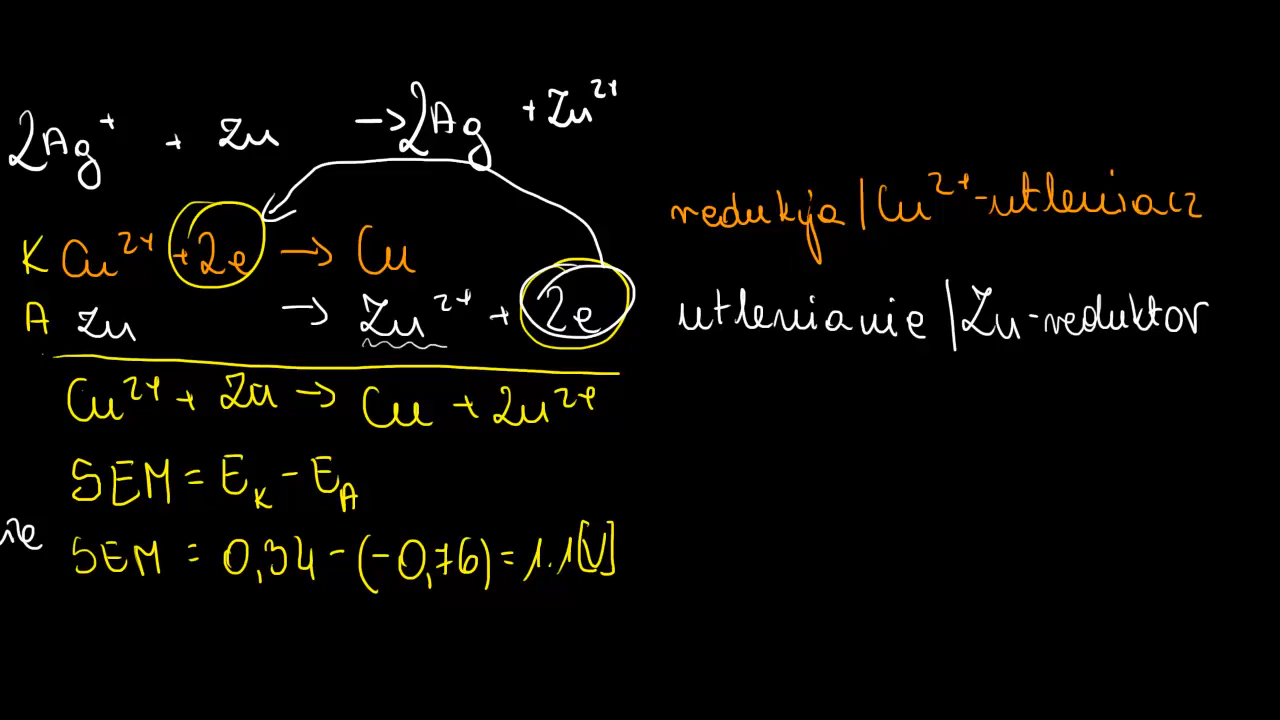 2Ag⁺ + Zn → 2Ag + Zn²⁺
K Cu²⁺ +2e → Cu redukcja | Cu²⁺ - utleniacz
A Zn → Zn²⁺ + 2e utlenianie | Zn - reduktor
Cu²⁺ + Zn → Cu + Zn²⁺
SEM = E_K - E_A
SEM = 0,34 - (-0,76) = 1.1[V]